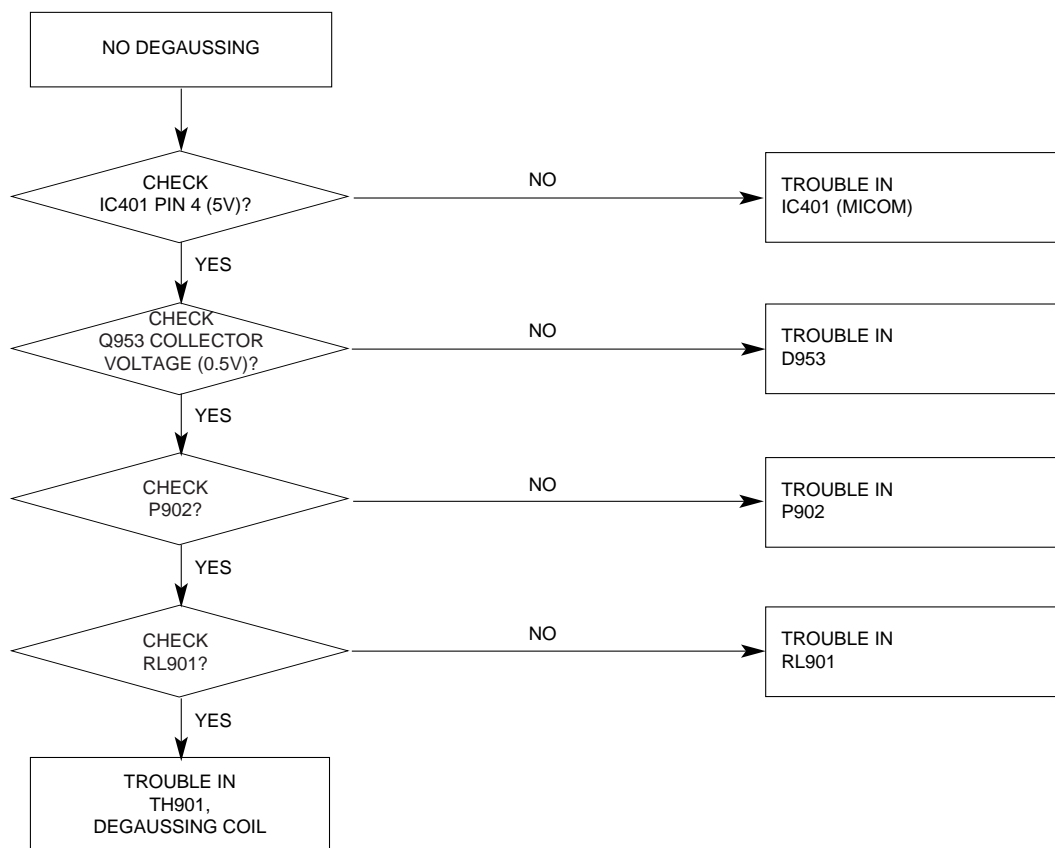 NO DEGAUSSING
CHECK
IC401 PIN 4 (5V)?
NO
TROUBLE IN
IC401 (MICOM)
YES
CHECK
Q953 COLLECTOR
VOLTAGE (0.5V)?
NO
TROUBLE IN
D953
YES
CHECK
P902?
NO
TROUBLE IN
P902
YES
CHECK
RL901?
NO
TROUBLE IN
RL901
YES
TROUBLE IN
TH901,
DEGAUSSING COIL